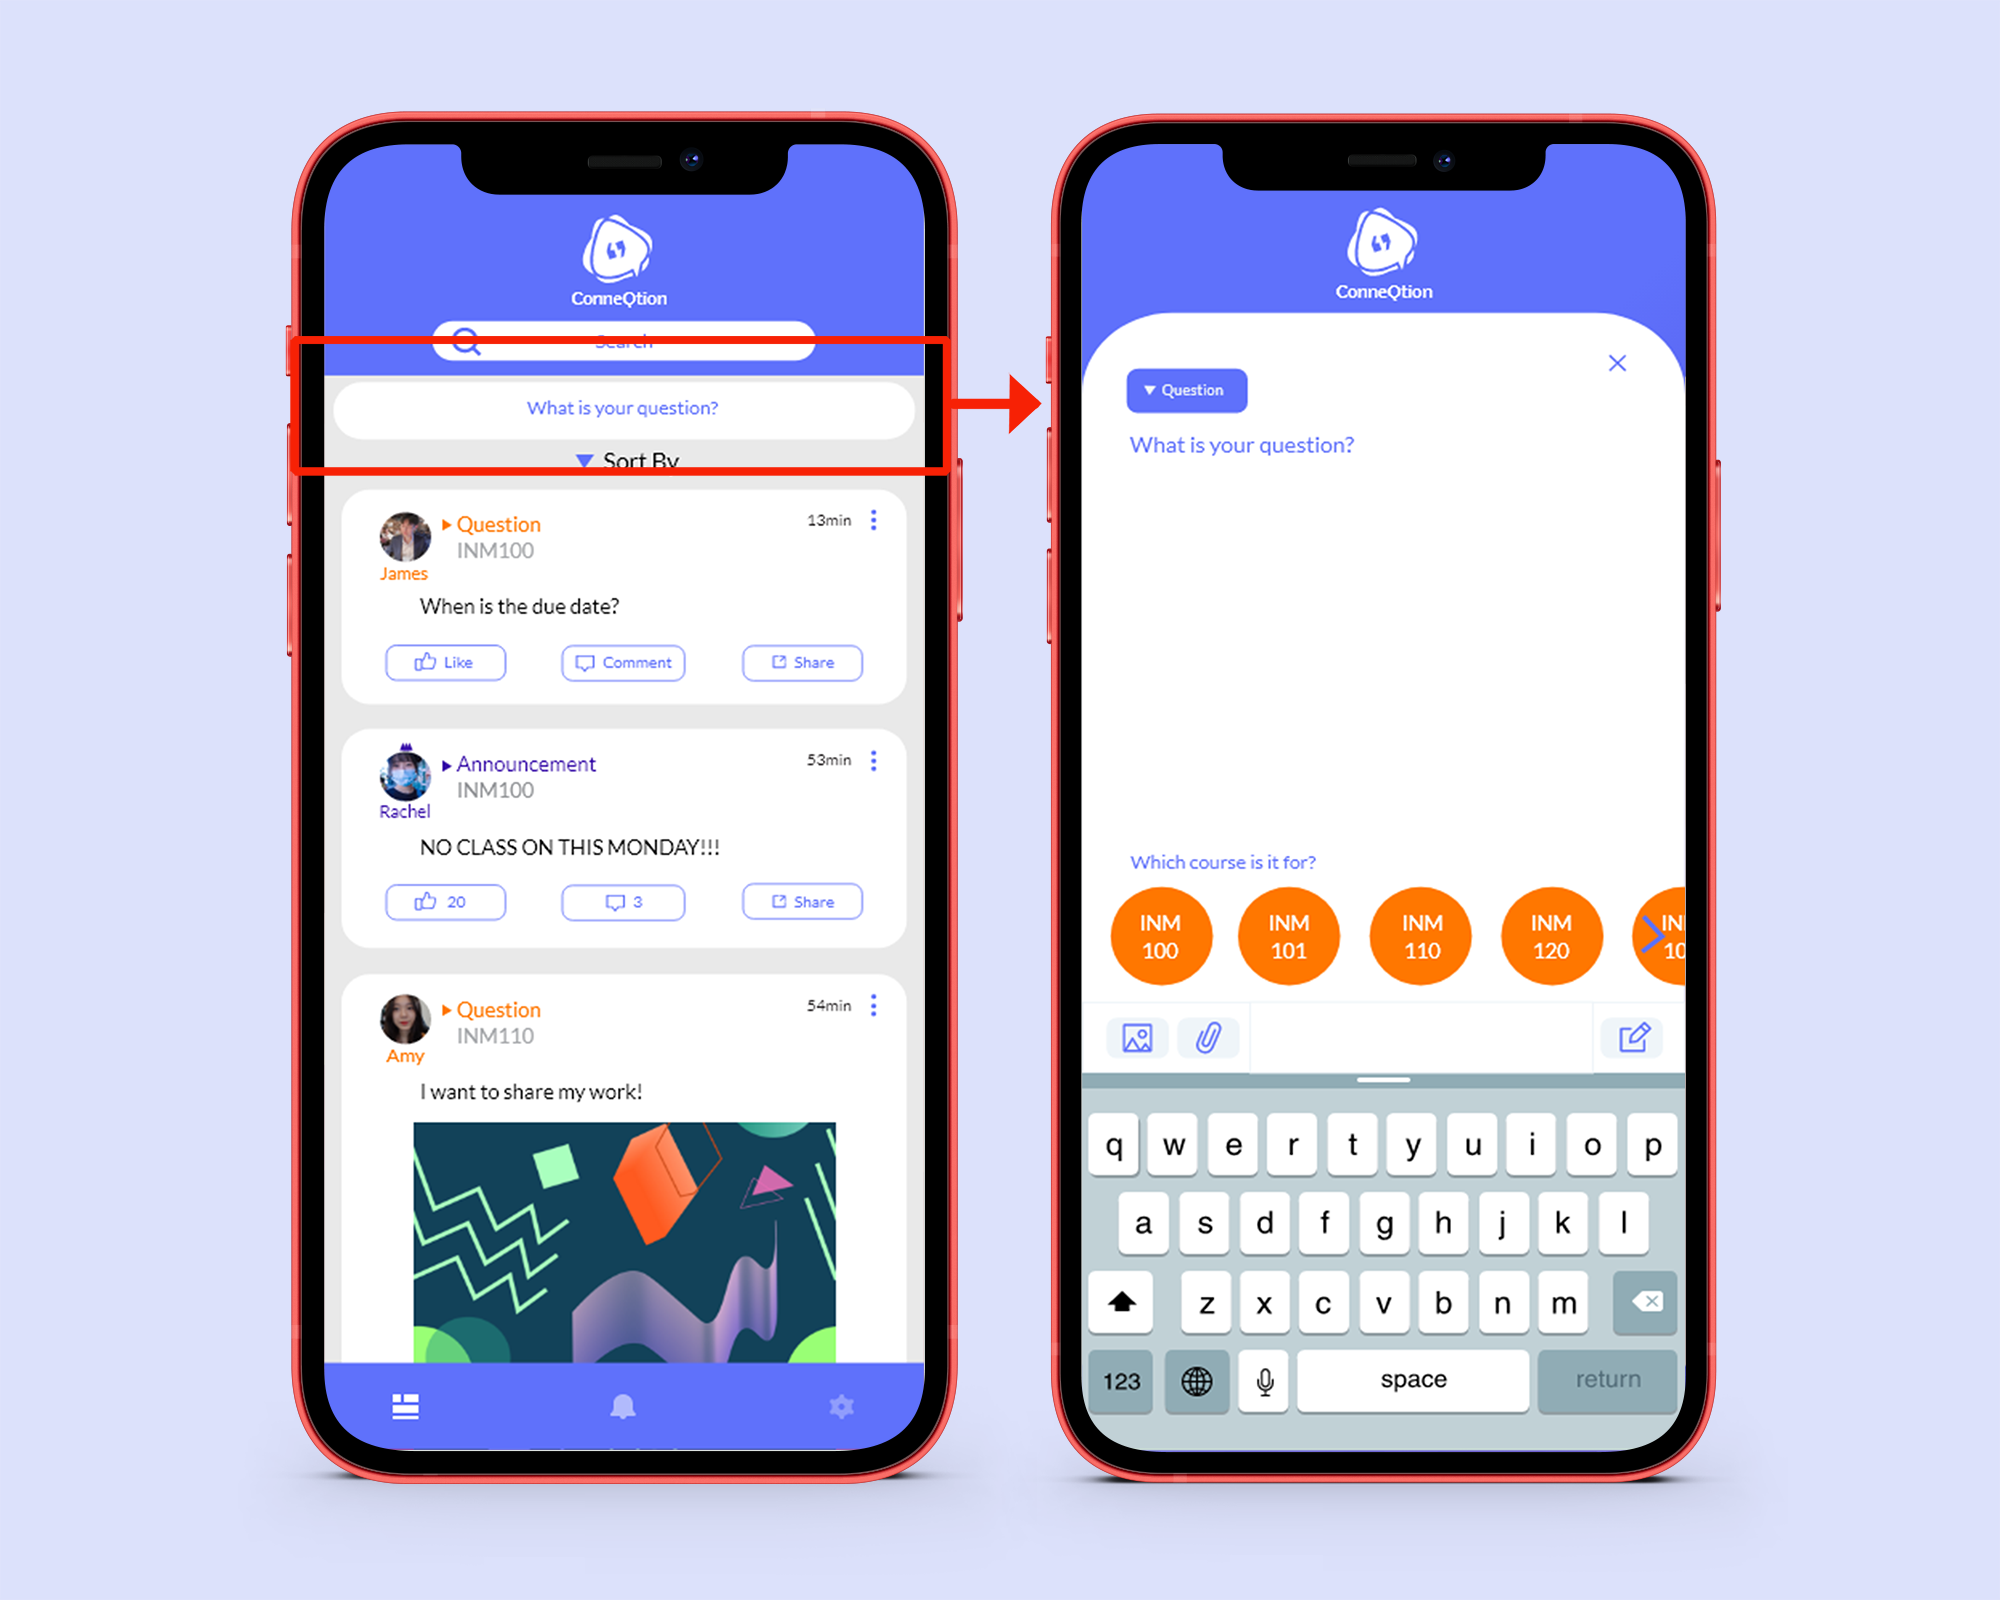 ConneQtion
Search
What is your question?
Sort By
Question
INM100
13min
James
When is the due date?
Like
Comment
Share
Announcement
INM100
53min
Rachel
NO CLASS ON THIS MONDAY!!!
20
3
Share
Question
INM110
54min
Amy
I want to share my work!
ConneQtion
Question
What is your question?
Which course is it for?
INM
100
INM
101
INM
110
INM
120
q w e r t y u i o p
a s d f g h j k l
z x c v b n m
123
space
return